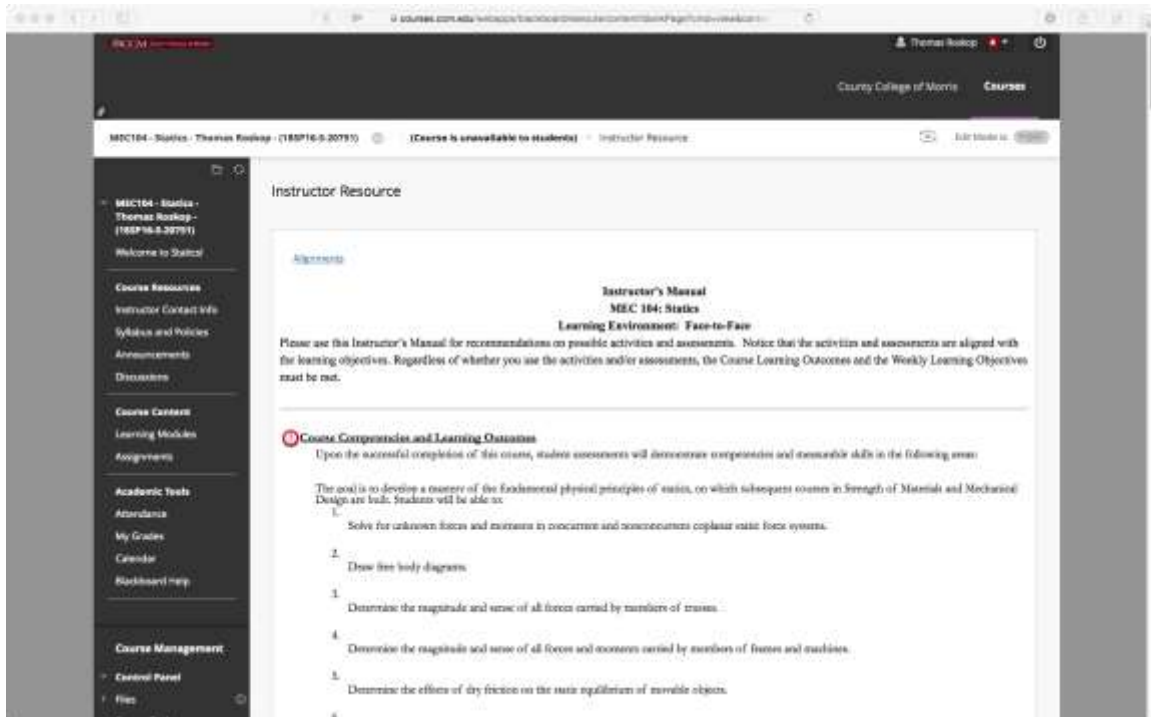 Thomas Roskop
County College of Morris Courses
MEC104 - Statics - Thomas Roskop - (18SP16-S-20791) (Course is unavailable to students) Instructor Resource Edit Mode is:
MEC104 - Statics -
Thomas Roskop -
(18SP16-S-20791)
Welcome to Statics!
Course Resources
Instructor Contact Info
Syllabus and Policies
Announcements
Discussions
Course Content
Learning Modules
Assignments
Academic Tools
Attendance
My Grades
Calendar
Blackboard Help
Course Management
Control Panel
Files
Instructor Resource
Alignments
Instructor's Manual
MEC 104: Statics
Learning Environment: Face-to-Face
Please use this Instructor's Manual for recommendations on possible activities and assessments. Notice that the activities and assessments are aligned with
the learning objectives. Regardless of whether you use the activities and/or assessments, the Course Learning Outcomes and the Weekly Learning Objectives
must be met.
Course Competencies and Learning Outcomes
Upon the successful completion of this course, student assessments will demonstrate competencies and measurable skills in the following areas:
The goal is to develop a mastery of the fundamental physical principles of statics, on which subsequent courses in Strength of Materials and Mechanical
Design are built. Students will be able to:
1.
Solve for unknown forces and moments in concurrent and nonconcurrent coplanar static force systems.
2.
Draw free body diagrams.
3.
Determine the magnitude and sense of all forces carried by members of trusses.
4.
Determine the magnitude and sense of all forces and moments carried by members of frames and machines.
5.
Determine the effects of dry friction on the static equilibrium of movable objects.